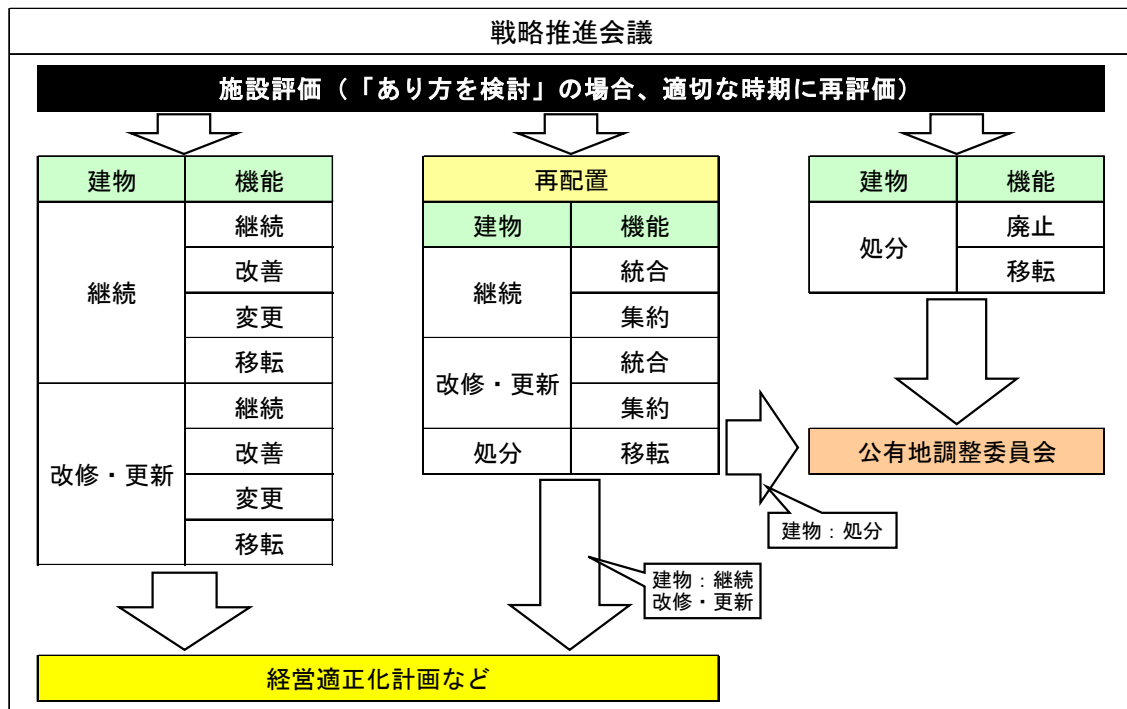 戦略推進会議
施設評価（「あり方を検討」の場合、適切な時期に再評価）
建物 機能
継続
継続
改善
変更
移転
改修・更新
継続
改善
変更
移転
再配置
建物 機能
継続
統合
集約
改修・更新
統合
集約
処分 移転
建物 機能
処分
廃止
移転
公有地調整委員会
建物：処分
建物：継続
改修・更新
経営適正化計画など